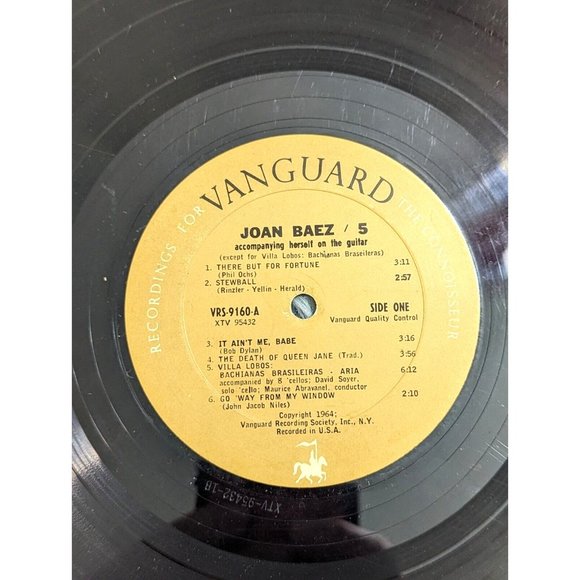 RECORDINGS FOR VANGUARD THE CONNOISSEUR
JOAN BAEZ / 5
accompanying herself on the guitar
(except for Villa Lobos: Bachianas Braseileras)
1. THERE BUT FOR FORTUNE 3:11
(Phil Ochs)
2. STEWBALL 2:57
(Rinzler - Yellin - Herald)
VRS-9160-A SIDE ONE
XTV 95432 Vanguard Quality Control
3. IT AIN'T ME, BABE 3:16
(Bob Dylan)
4. THE DEATH OF QUEEN JANE (Trad.) 3:56
5. VILLA LOBOS:
BACHIANAS BRASILEIRAS - ARIA 6:12
accompanied by 8 'cellos; David Soyer,
solo 'cello; Maurice Abravanel, conductor
6. GO 'WAY FROM MY WINDOW 2:10
(John Jacob Niles)
Copyright 1964;
Vanguard Recording Society, Inc., N.Y.
Recorded in U.S.A.
XTV-95432-1B